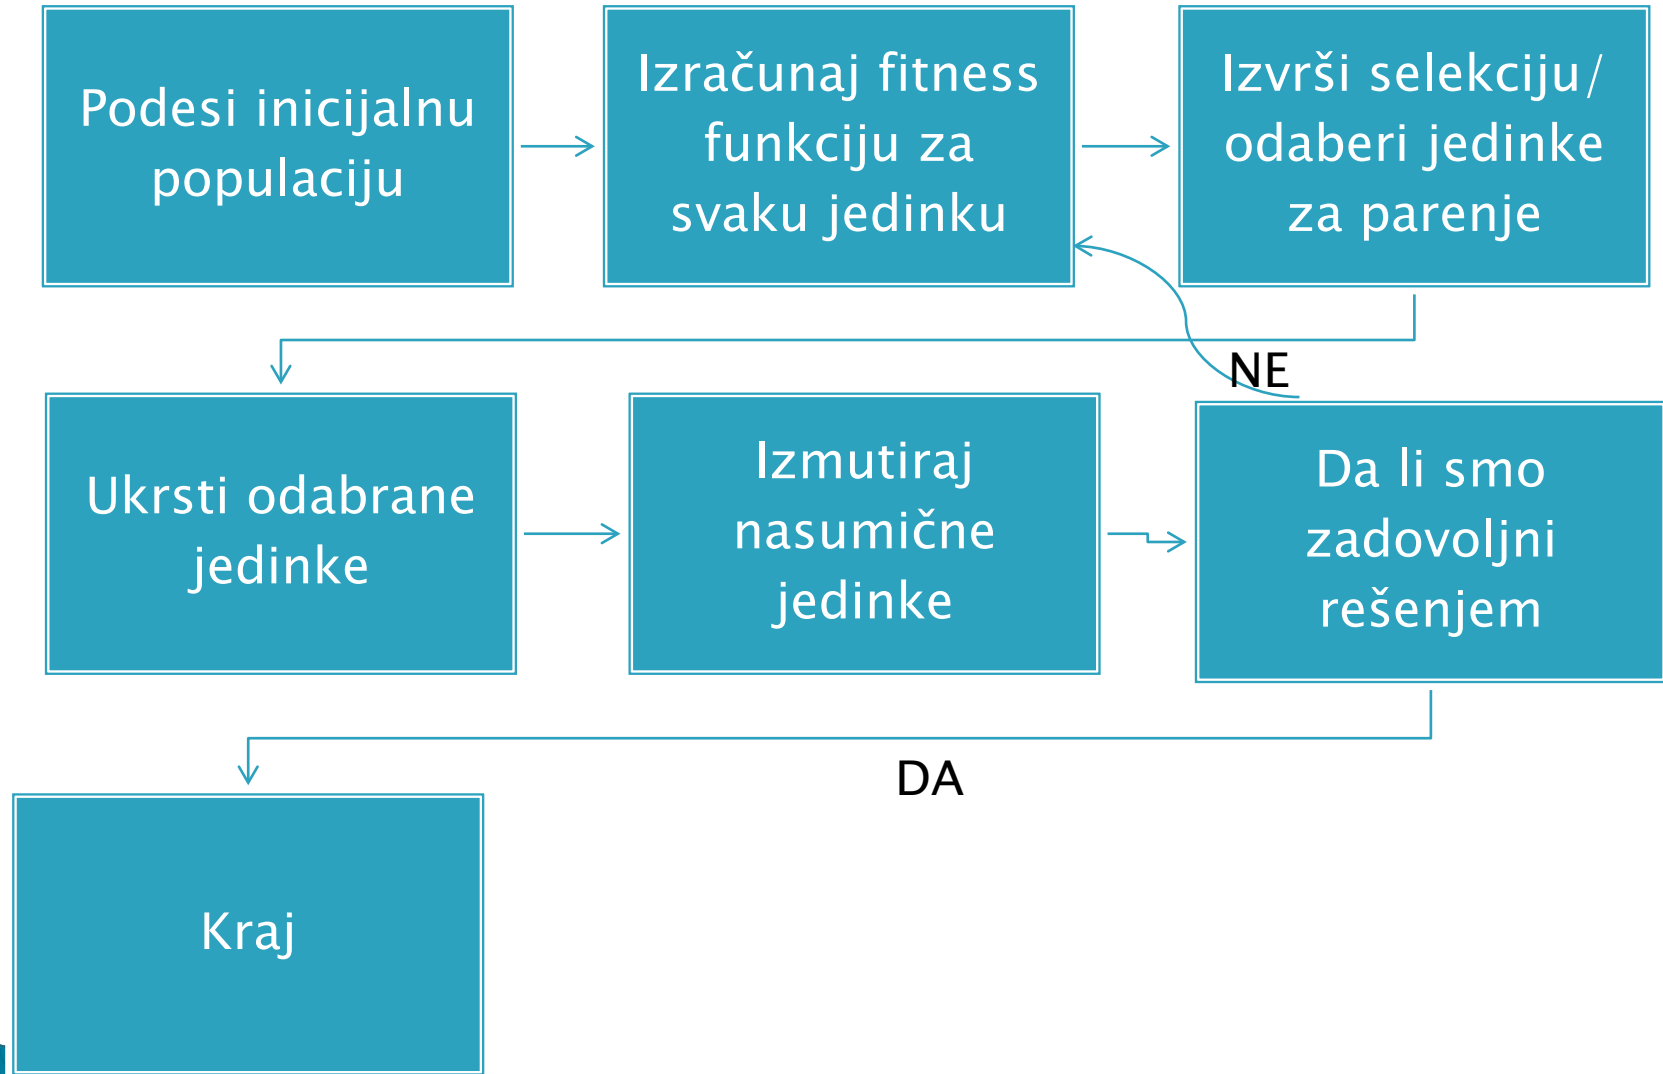 Podesi inicijalnu
populaciju
Izračunaj fitness
funkciju za
svaku jedinku
Izvrši selekciju/
odaberi jedinke
za parenje
NE
Ukrsti odabrane
jedinke
Izmutiraj
nasumične
jedinke
Da li smo
zadovoljni
rešenjem
DA
Kraj